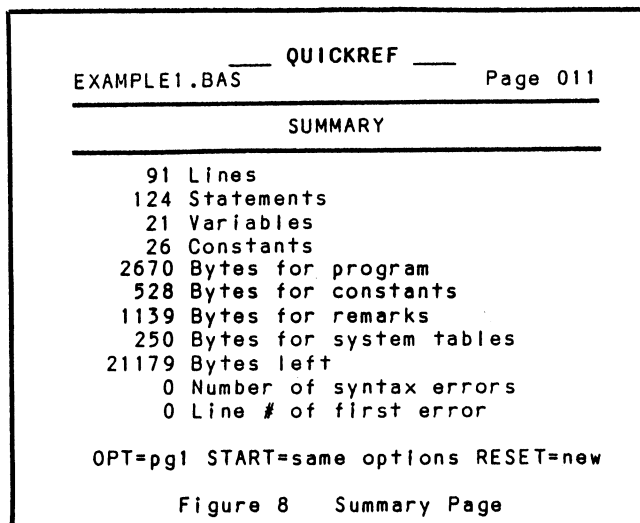 ___ QUICKREF ___
EXAMPLE1.BAS Page 011
SUMMARY
91 Lines
124 Statements
21 Variables
26 Constants
2670 Bytes for program
528 Bytes for constants
1139 Bytes for remarks
250 Bytes for system tables
21179 Bytes left
0 Number of syntax errors
0 Line # of first error
OPT=pg1 START=same options RESET=new
Figure 8 Summary Page